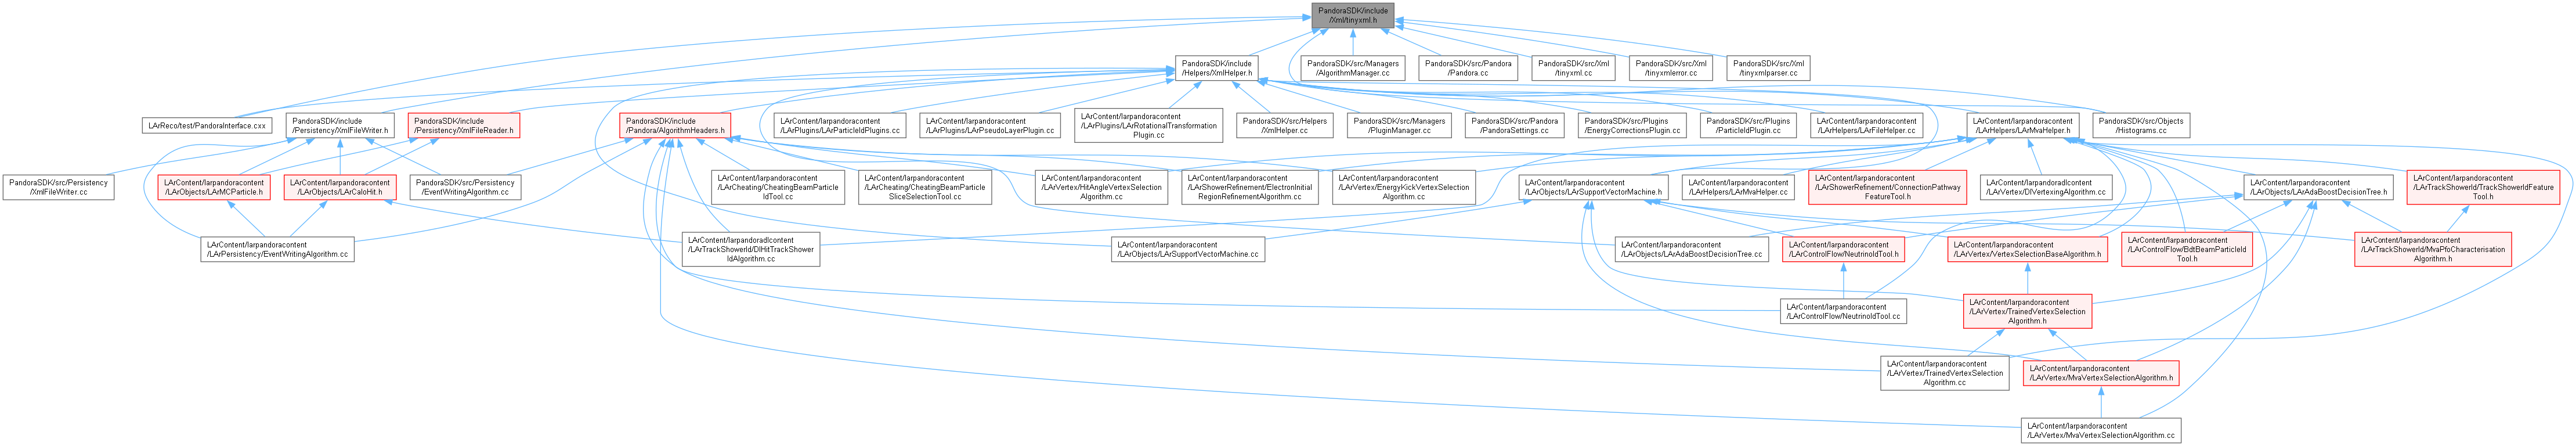 PandoraSDK/include
/Xml/tinyxml.h
PandoraSDK/include
/Helpers/XmlHelper.h
PandoraSDK/src/Managers
/AlgorithmManager.cc
PandoraSDK/src/Pandora
/Pandora.cc
PandoraSDK/src/Xml
/tinyxml.cc
PandoraSDK/src/Xml
/tinyxmlerror.cc
PandoraSDK/src/Xml
/tinyxmlparser.cc
LArReco/test/PandoraInterface.cxx
PandoraSDK/include
/Persistency/XmlFileWriter.h
PandoraSDK/include
/Persistency/XmlFileReader.h
PandoraSDK/include
/Pandora/AlgorithmHeaders.h
LArContent/larpandoracontent
/LArPlugins/LArParticleIdPlugins.cc
LArContent/larpandoracontent
/LArPlugins/LArPseudoLayerPlugin.cc
LArContent/larpandoracontent
/LArPlugins/LArRotationalTransformation
Plugin.cc
PandoraSDK/src/Helpers
/XmlHelper.cc
PandoraSDK/src/Managers
/PluginManager.cc
PandoraSDK/src/Pandora
/PandoraSettings.cc
PandoraSDK/src/Plugins
/EnergyCorrectionsPlugin.cc
PandoraSDK/src/Plugins
/ParticleIdPlugin.cc
LArContent/larpandoracontent
/LArHelpers/LArFileHelper.cc
LArContent/larpandoracontent
/LArHelpers/LArMvaHelper.h
PandoraSDK/src/Objects
/Histograms.cc
PandoraSDK/src/Persistency
/XmlFileWriter.cc
LArContent/larpandoracontent
/LArObjects/LArMCParticle.h
LArContent/larpandoracontent
/LArObjects/LArCaloHit.h
PandoraSDK/src/Persistency
/EventWritingAlgorithm.cc
LArContent/larpandoracontent
/LArCheating/CheatingBeamParticle
IdTool.cc
LArContent/larpandoracontent
/LArCheating/CheatingBeamParticle
SliceSelectionTool.cc
LArContent/larpandoracontent
/LArVertex/HitAngleVertexSelection
Algorithm.cc
LArContent/larpandoracontent
/LArShowerRefinement/ElectronInitial
RegionRefinementAlgorithm.cc
LArContent/larpandoracontent
/LArVertex/EnergyKickVertexSelection
Algorithm.cc
LArContent/larpandoracontent
/LArObjects/LArSupportVectorMachine.h
LArContent/larpandoracontent
/LArHelpers/LArMvaHelper.cc
LArContent/larpandoracontent
/LArShowerRefinement/ConnectionPathway
FeatureTool.h
LArContent/larpandoradlcontent
/LArVertex/DlVertexingAlgorithm.cc
LArContent/larpandoracontent
/LArObjects/LArAdaBoostDecisionTree.h
LArContent/larpandoracontent
/LArTrackShowerId/TrackShowerIdFeature
Tool.h
LArContent/larpandoracontent
/LArPersistency/EventWritingAlgorithm.cc
LArContent/larpandoradlcontent
/LArTrackShowerId/DlHitTrackShower
IdAlgorithm.cc
LArContent/larpandoracontent
/LArObjects/LArSupportVectorMachine.cc
LArContent/larpandoracontent
/LArObjects/LArAdaBoostDecisionTree.cc
LArContent/larpandoracontent
/LArControlFlow/NeutrinoIdTool.h
LArContent/larpandoracontent
/LArVertex/VertexSelectionBaseAlgorithm.h
LArContent/larpandoracontent
/LArControlFlow/BdtBeamParticleId
Tool.h
LArContent/larpandoracontent
/LArTrackShowerId/MvaPfoCharacterisation
Algorithm.h
LArContent/larpandoracontent
/LArControlFlow/NeutrinoIdTool.cc
LArContent/larpandoracontent
/LArVertex/TrainedVertexSelection
Algorithm.h
LArContent/larpandoracontent
/LArVertex/TrainedVertexSelection
Algorithm.cc
LArContent/larpandoracontent
/LArVertex/MvaVertexSelectionAlgorithm.h
LArContent/larpandoracontent
/LArVertex/MvaVertexSelectionAlgorithm.cc